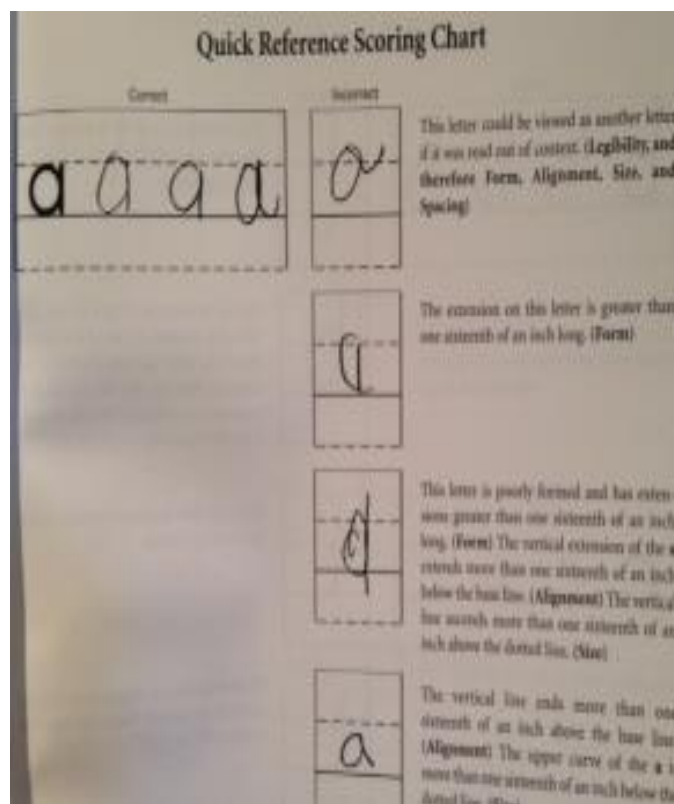 Quick Reference Scoring Chart
Correct
Incorrect
a a a a
This letter could be viewed as another letter
if it was read out of context. (Legibility, and
therefore Form, Alignment, Size, and
Spacing)
The extension on this letter is greater than
one sixteenth of an inch long. (Form)
This letter is poorly formed and has exten-
sions greater than one sixteenth of an inch
long. (Form) The vertical extension of the a
extends more than one sixteenth of an inch
below the base line. (Alignment) The vertical
line ascends more than one sixteenth of an
inch above the dotted line. (Size)
a
The vertical line ends more than one
sixteenth of an inch above the base line.
(Alignment) The upper curve of the a is
more than one sixteenth of an inch below the
dotted line.